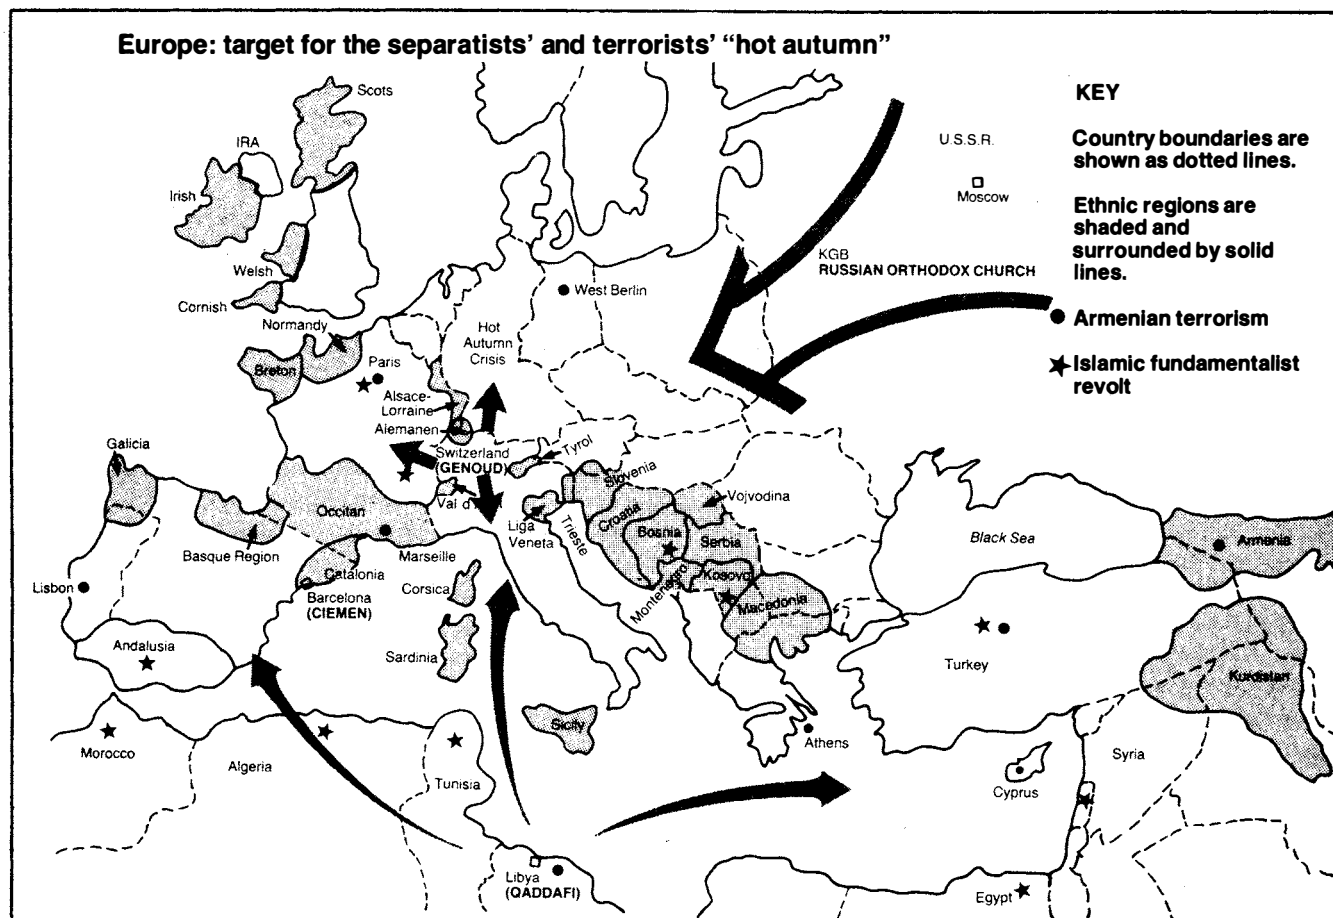 Europe: target for the separatists' and terrorists' "hot autumn"
KEY
Country boundaries are
shown as dotted lines.
Ethnic regions are
shaded and
surrounded by solid
lines.
Armenian terrorism
Islamic fundamentalist
revolt
Scots
IRA
Irish
Welsh
Cornish
Normandy
Breton
Paris
Alsace-
Lorraine
Alemanen
Hot
Autumn
Crisis
West Berlin
U.S.S.R.
Moscow
KGB
RUSSIAN ORTHODOX CHURCH
Switzerland
(GENOUD)
Tyrol
Val d'
Galicia
Basque Region
Occitan
Marseille
Catalonia
Barcelona
(CIEMEN)
Lisbon
Andalusia
Corsica
Sardinia
Liga
Veneta
Trieste
Slovenia
Croatia
Bosnia
Vojvodina
Serbia
Montenegro
Kosovo
Macedonia
Black Sea
Armenia
Turkey
Kurdistan
Sicily
Athens
Cyprus
Syria
Morocco
Algeria
Tunisia
Libya
(QADDAFI)
Egypt